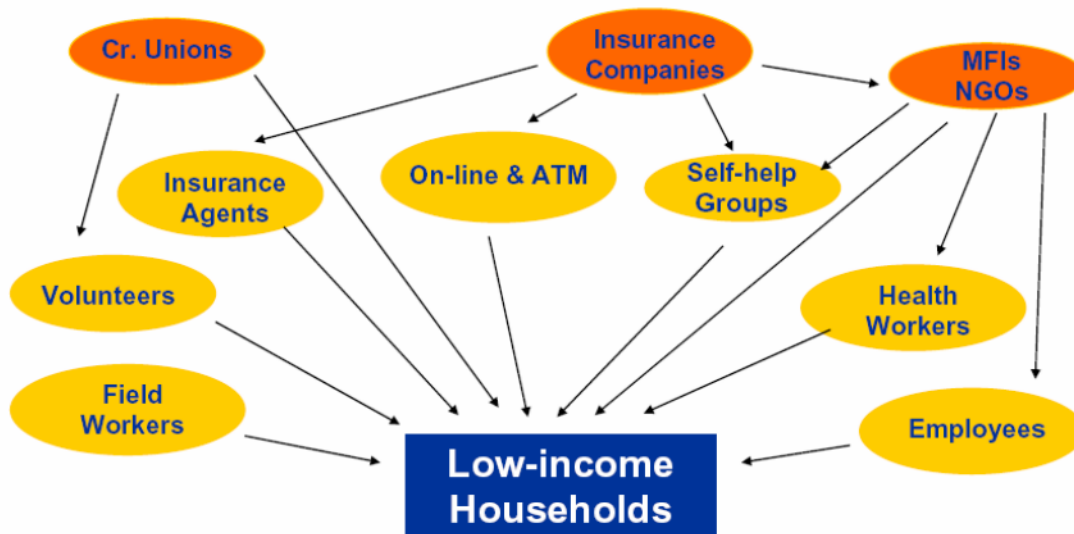 Cr. Unions
Insurance
Companies
MFIs
NGOs
Insurance
Agents
On-line & ATM
Self-help
Groups
Volunteers
Health
Workers
Field
Workers
Employees
Low-income
Households